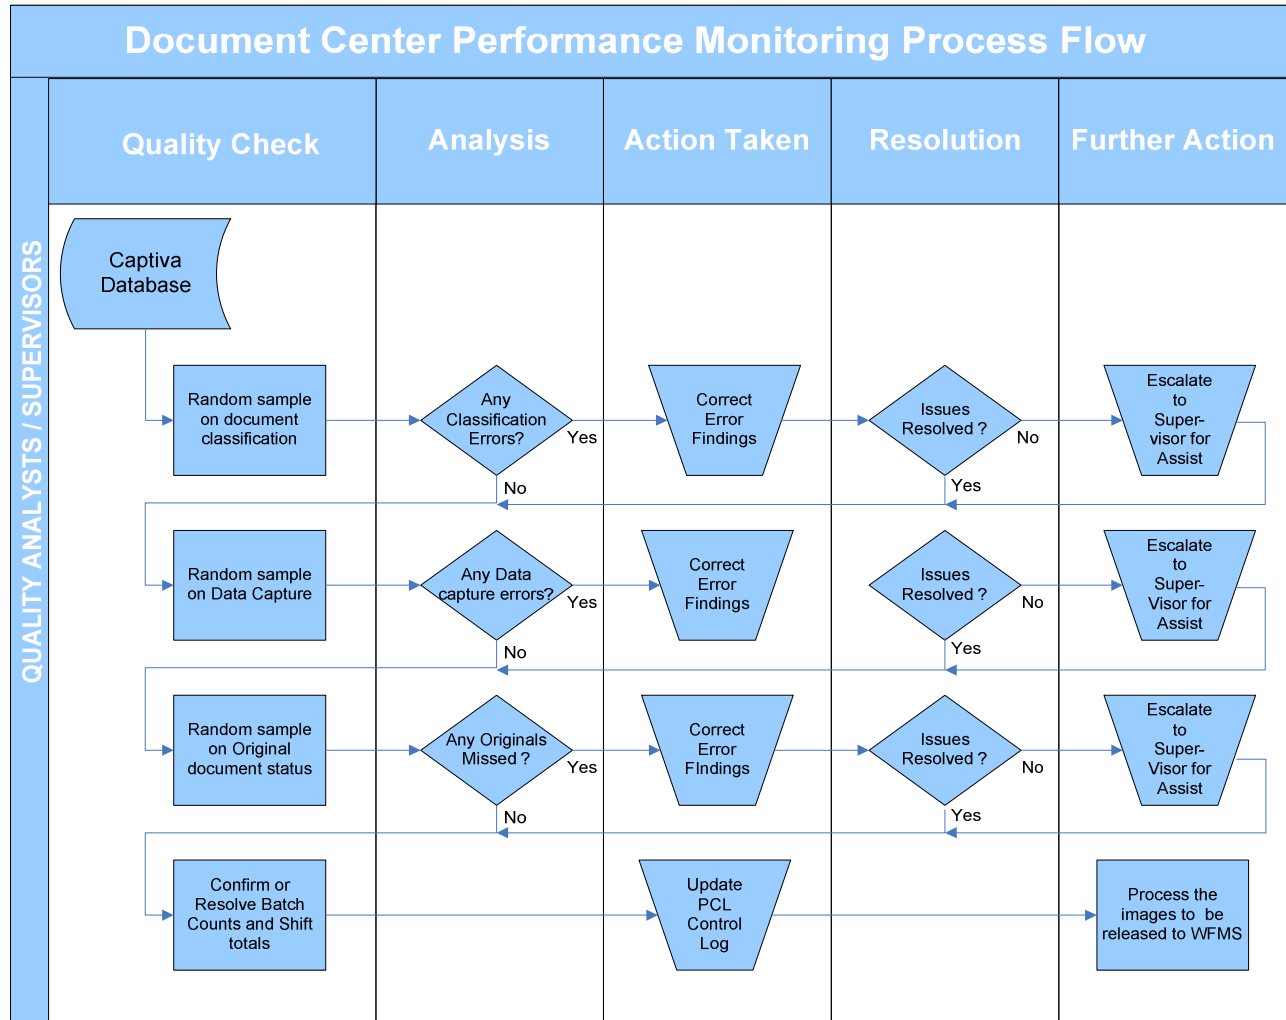 Document Center Performance Monitoring Process Flow
QUALITY ANALYSTS / SUPERVISORS
Quality Check
Analysis
Action Taken
Resolution
Further Action
Captiva
Database
Random sample
on document
classification
Any
Classification
Errors?
Yes
No
Correct
Error
Findings
Issues
Resolved ?
No
Yes
Escalate
to
Super-
visor for
Assist
Random sample
on Data Capture
Any Data
capture errors?
Yes
No
Correct
Error
Findings
Issues
Resolved ?
No
Yes
Escalate
to
Super-
Visor for
Assist
Random sample
on Original
document status
Any Originals
Missed ?
Yes
No
Correct
Error
FIndings
Issues
Resolved ?
No
Yes
Escalate
to
Super-
Visor for
Assist
Confirm or
Resolve Batch
Counts and Shift
totals
Update
PCL
Control
Log
Process the
images to be
released to WFMS